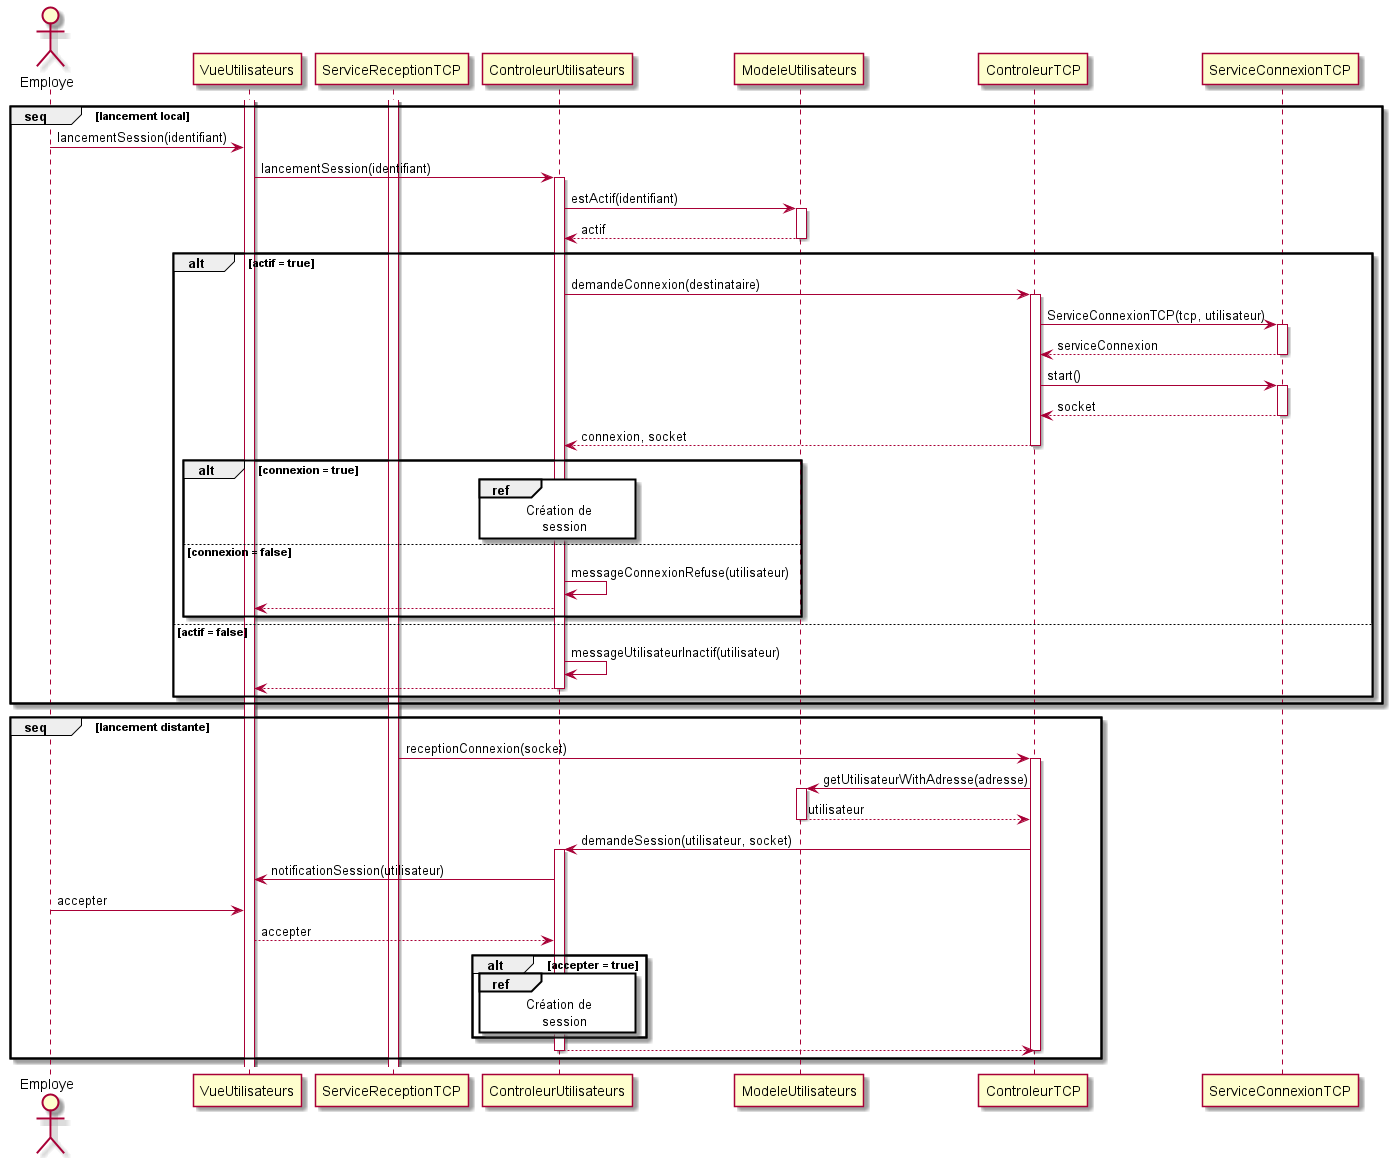 Employe
VueUtilisateurs
ServiceReceptionTCP
ControleurUtilisateurs
ModeleUtilisateurs
ControleurTCP
ServiceConnexionTCP
seq
[lancement local]
lancementSession(identifiant)
lancementSession(identifiant)
estActif(identifiant)
actif
alt
[actif = true]
demandeConnexion(destinataire)
ServiceConnexionTCP(tcp, utilisateur)
serviceConnexion
start()
socket
connexion, socket
alt
[connexion = true]
ref
Création de
session
[connexion = false]
messageConnexionRefuse(utilisateur)
[actif = false]
messageUtilisateurInactif(utilisateur)
seq
[lancement distante]
receptionConnexion(socket)
getUtilisateurWithAdresse(adresse)
utilisateur
demandeSession(utilisateur, socket)
notificationSession(utilisateur)
accepter
accepter
alt
[accepter = true]
ref
Création de
session
Employe
VueUtilisateurs
ServiceReceptionTCP
ControleurUtilisateurs
ModeleUtilisateurs
ControleurTCP
ServiceConnexionTCP